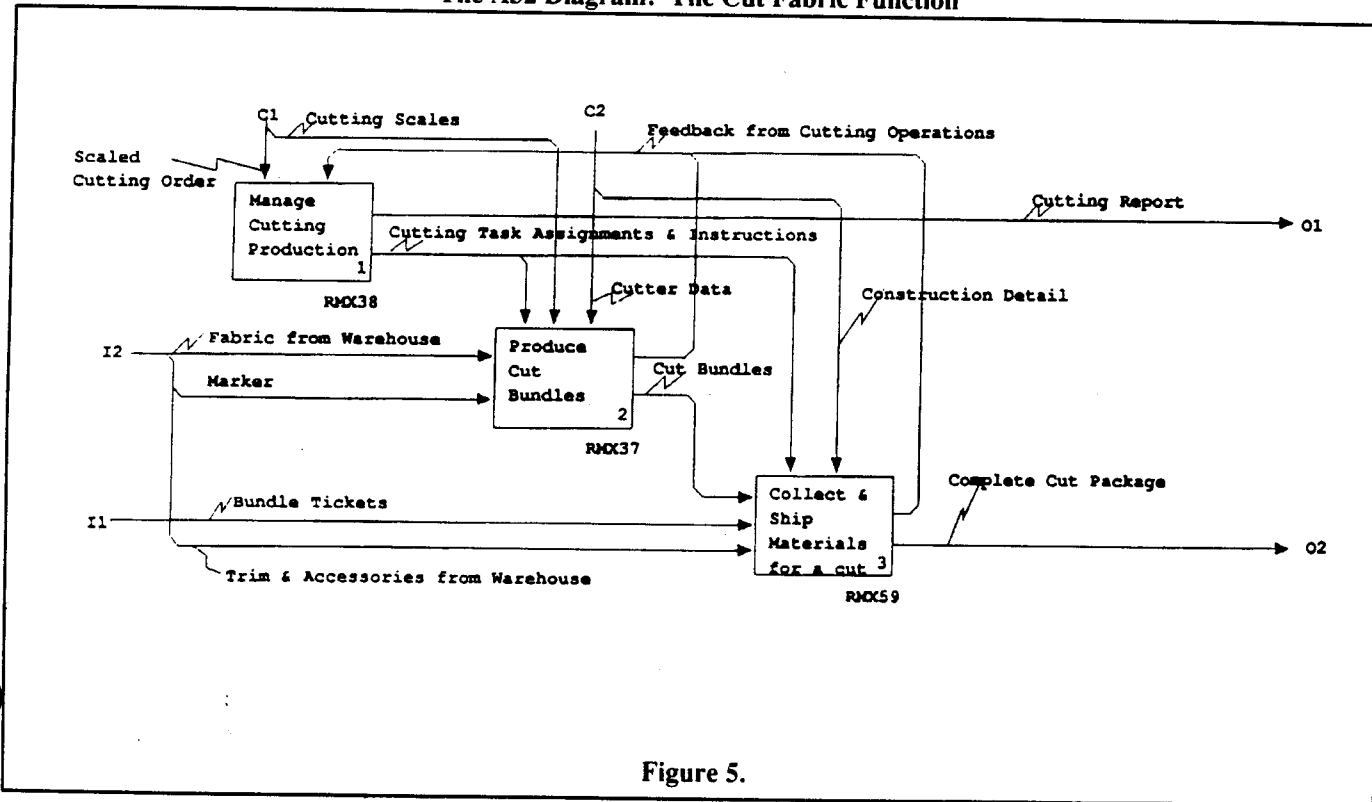 The A32 Diagram: The Cut Fabric Function
C1
Cutting Scales
C2
Feedback from Cutting Operations
Scaled
Cutting Order
Manage
Cutting
Production
1
RMX38
Cutting Report
O1
Cutting Task Assignments & Instructions
Cutter Data
Construction Detail
I2
Fabric from Warehouse
Marker
Produce
Cut
Bundles
2
RMX37
Cut Bundles
I1
Bundle Tickets
Trim & Accessories from Warehouse
Collect &
Ship
Materials
for a cut 3
RMX59
Complete Cut Package
O2
Figure 5.